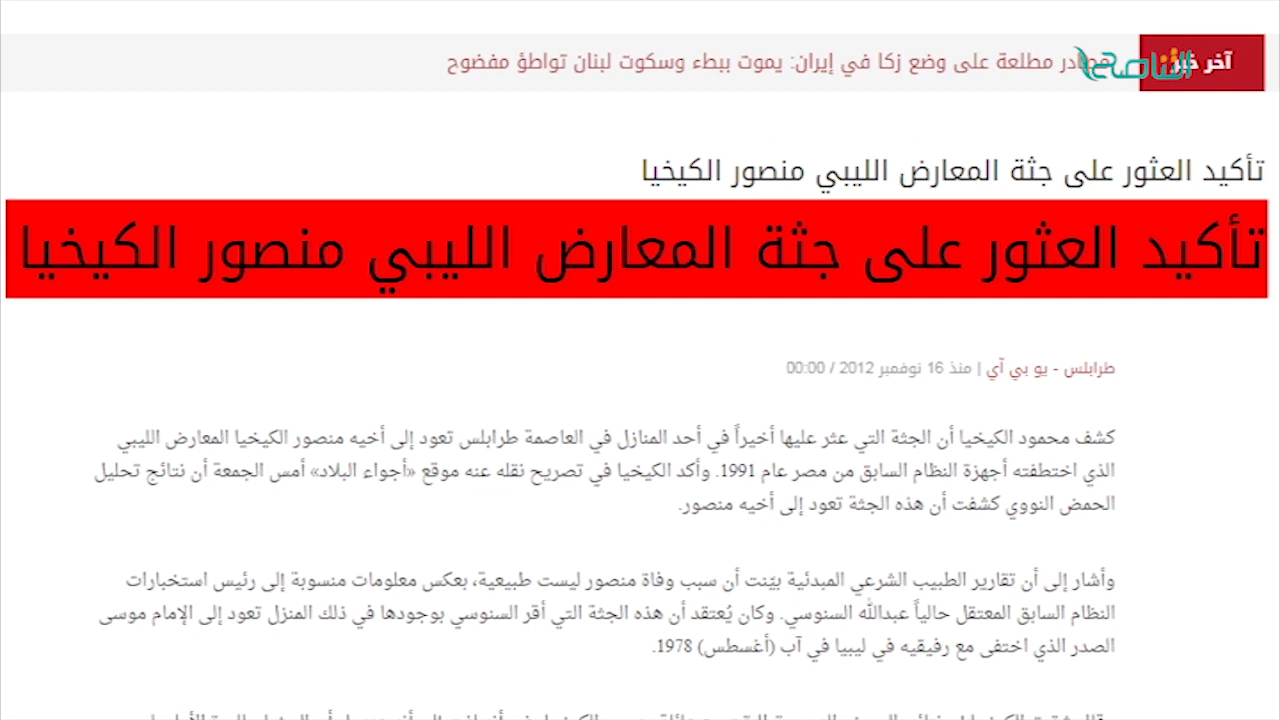 آخر خبر
مصادر مطلعة على وضع زكا في إيران: يموت ببطء وسكوت لبنان تواطؤ مفضوح
الناصح
تأكيد العثور على جثة المعارض الليبي منصور الكيخيا
تأكيد العثور على جثة المعارض الليبي منصور الكيخيا
طرابلس - يو بي آي | منذ 16 نوفمبر 2012 / 00:00
كشف محمود الكيخيا أن الجثة التي عثر عليها أخيراً في أحد المنازل في العاصمة طرابلس تعود إلى أخيه منصور الكيخيا المعارض الليبي
الذي اختطفته أجهزة النظام السابق من مصر عام 1991. وأكد الكيخيا في تصريح نقله عنه موقع «أجواء البلاد» أمس الجمعة أن نتائج تحليل
الحمض النووي كشفت أن هذه الجثة تعود إلى أخيه منصور.
وأشار إلى أن تقارير الطبيب الشرعي المبدئية بيّنت أن سبب وفاة منصور ليست طبيعية، بعكس معلومات منسوبة إلى رئيس استخبارات
النظام السابق المعتقل حالياً عبدالله السنوسي. وكان يُعتقد أن هذه الجثة التي أقر السنوسي بوجودها في ذلك المنزل تعود إلى الإمام موسى
الصدر الذي اختفى مع رفيقيه في ليبيا في آب (أغسطس) 1978.